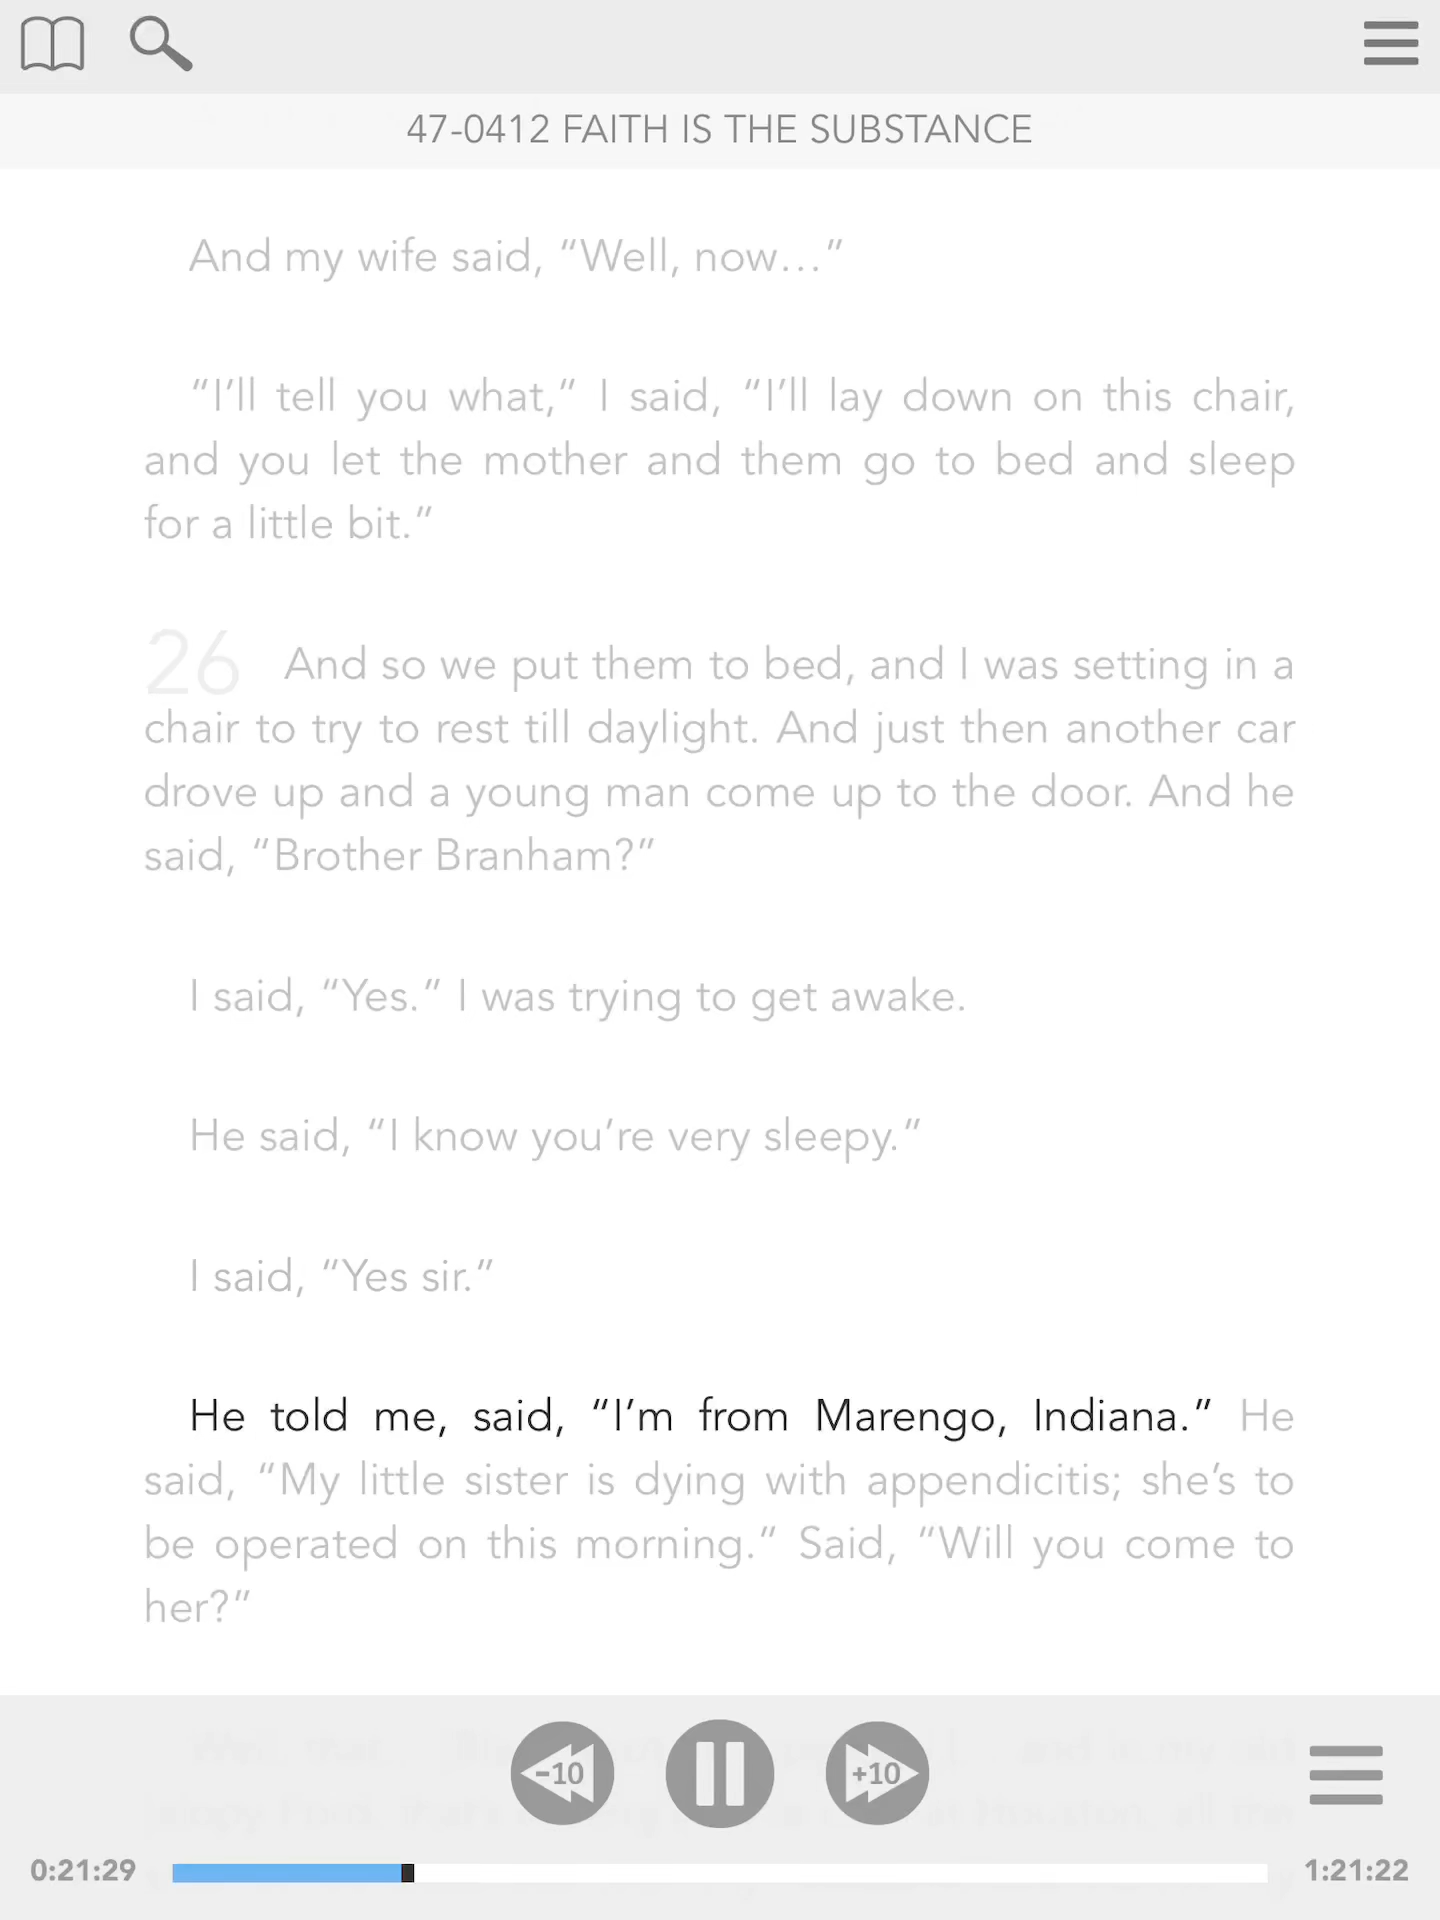 47-0412 FAITH IS THE SUBSTANCE
And my wife said, “Well, now…”
“I’ll tell you what,” I said, “I’ll lay down on this chair,
and you let the mother and them go to bed and sleep
for a little bit.”
26 And so we put them to bed, and I was setting in a
chair to try to rest till daylight. And just then another car
drove up and a young man come up to the door. And he
said, “Brother Branham?”
I said, “Yes.” I was trying to get awake.
He said, “I know you’re very sleepy.”
I said, “Yes sir.”
He told me, said, “I’m from Marengo, Indiana.” He
said, “My little sister is dying with appendicitis; she’s to
be operated on this morning.” Said, “Will you come to
her?”
-10 +10
0:21:29 1:21:22